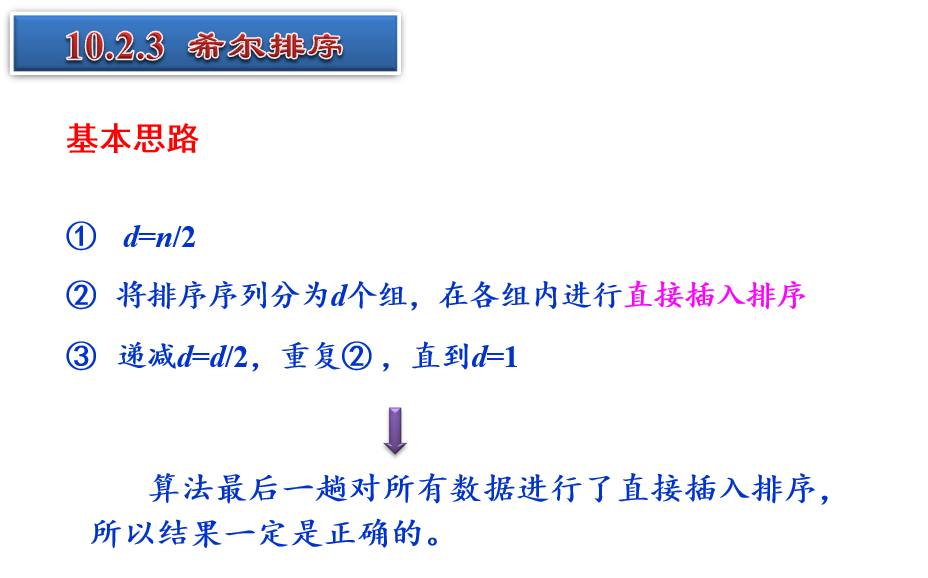 10.2.3 希尔排序
基本思路
① d=n/2
② 将排序序列分为d个组，在各组内进行直接插入排序
③ 递减d=d/2，重复②，直到d=1
算法最后一趟对所有数据进行了直接插入排序，
所以结果一定是正确的。